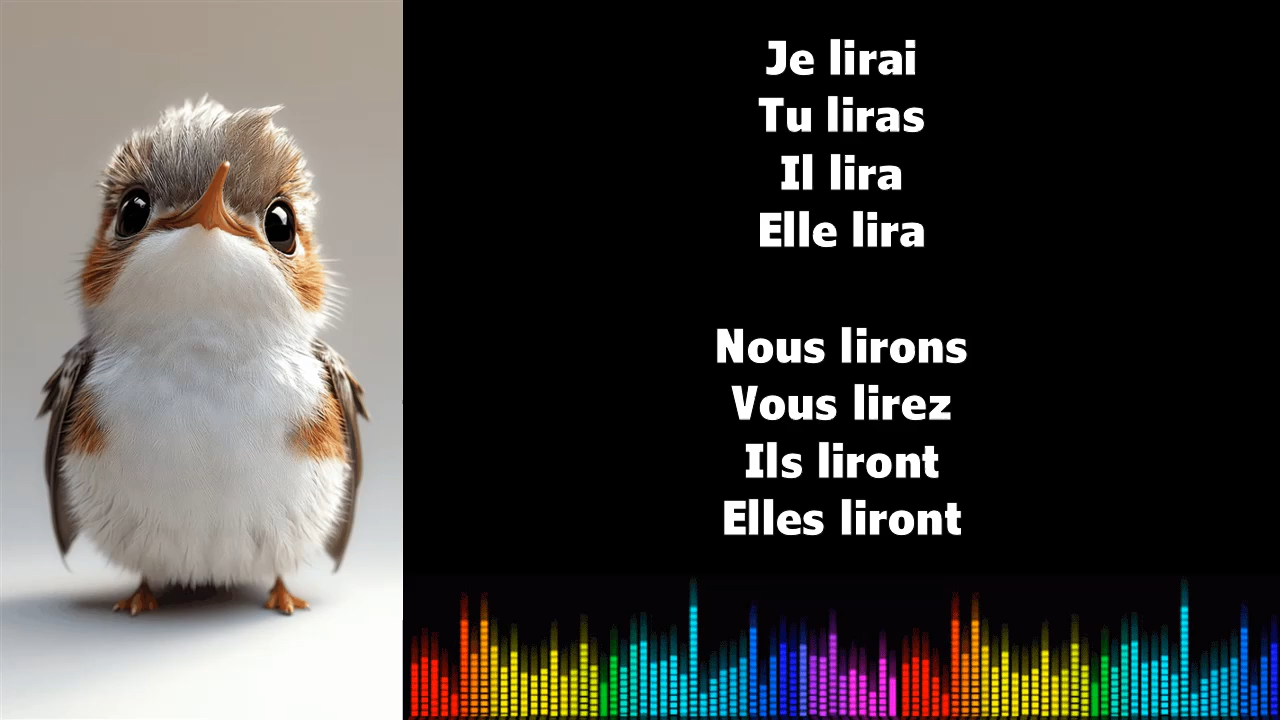 Je lirai
Tu liras
Il lira
Elle lira
Nous lirons
Vous lirez
Ils liront
Elles liront